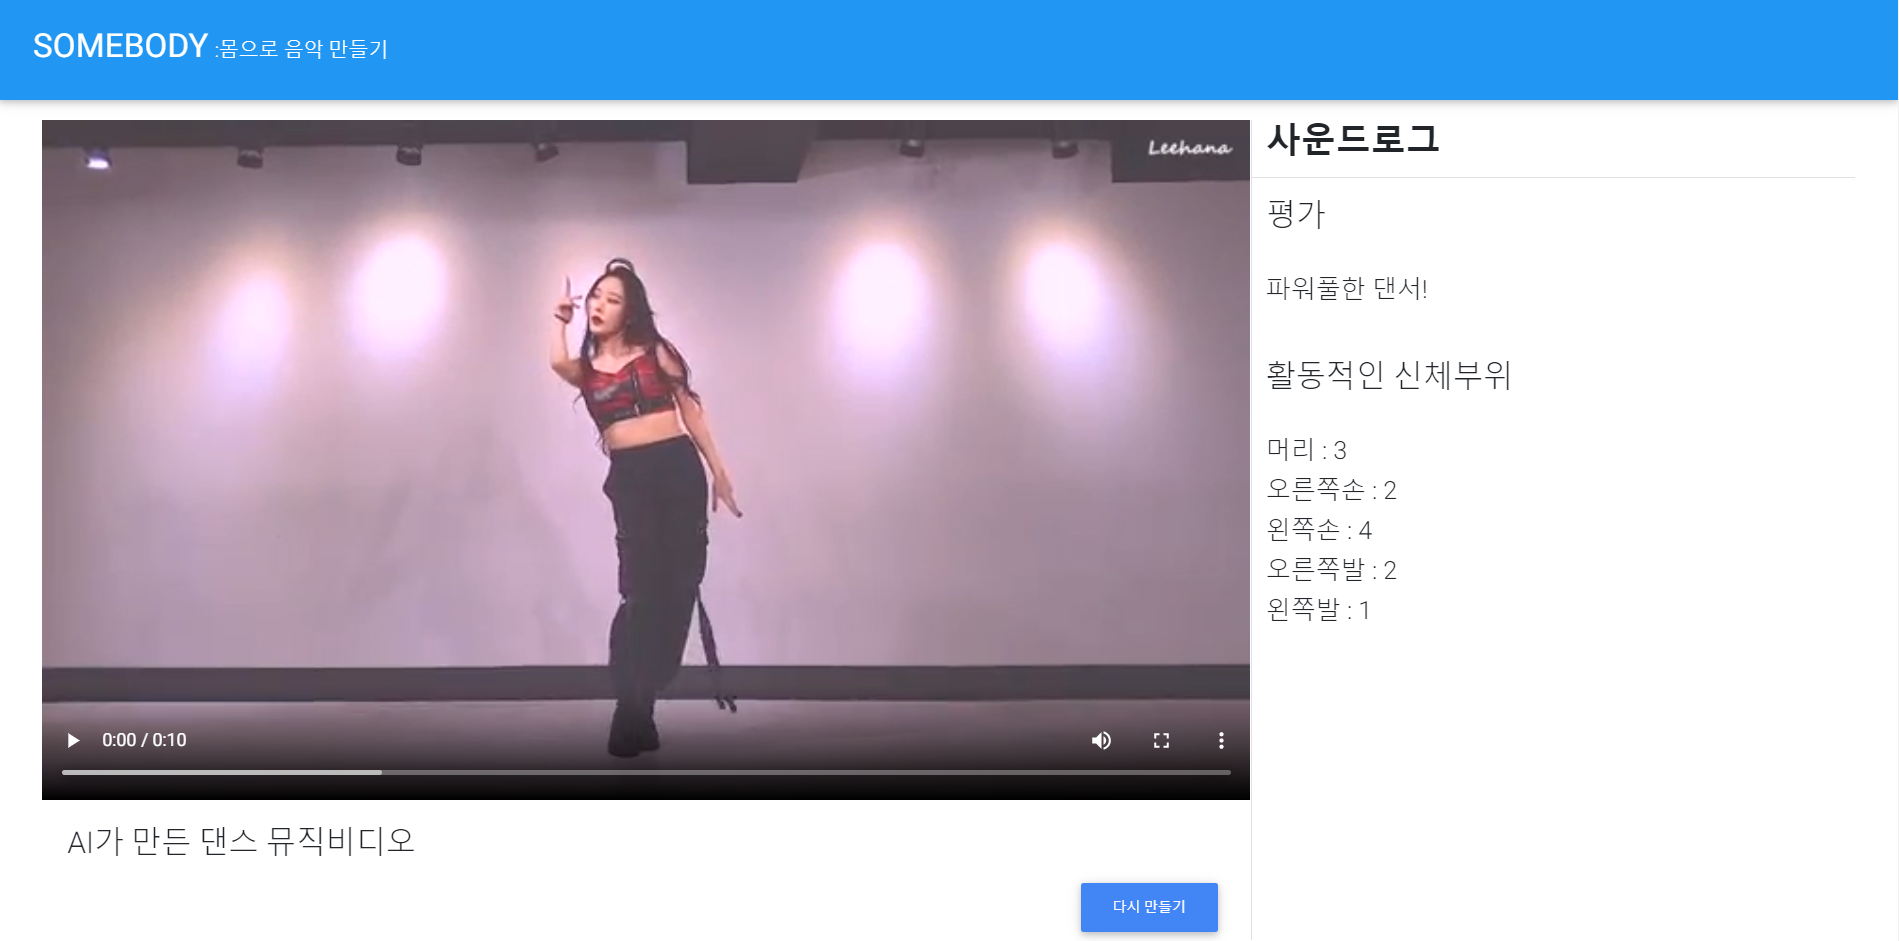 SOMEBODY :몸으로 음악 만들기
Leehana
0:00 / 0:10
AI가 만든 댄스 뮤직비디오
다시 만들기
사운드로그
평가
파워풀한 댄서!
활동적인 신체부위
머리 : 3
오른쪽손 : 2
왼쪽손 : 4
오른쪽발 : 2
왼쪽발 : 1